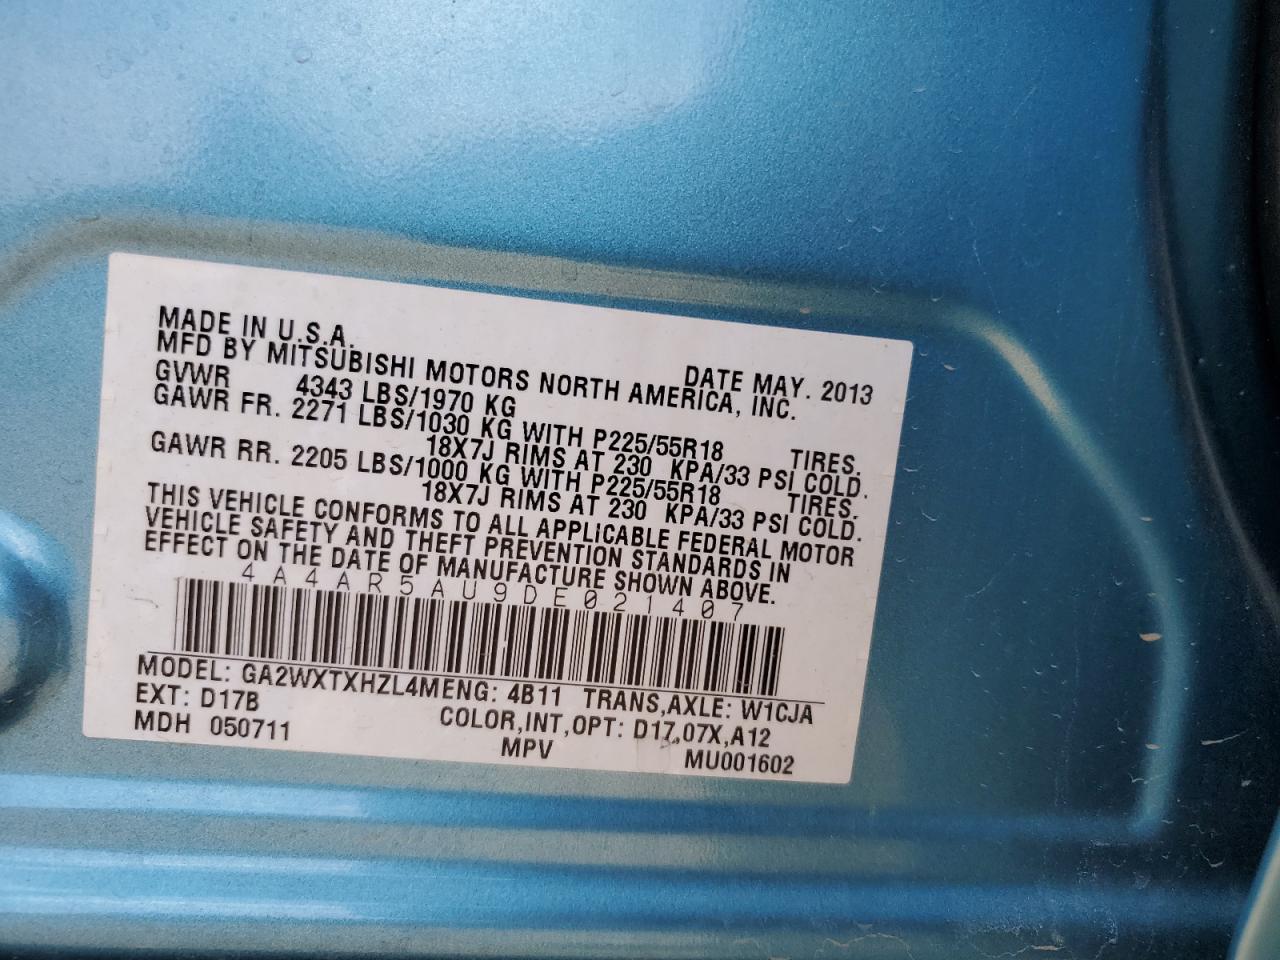 MADE IN U.S.A.
DATE MAY. 2013
MFD BY MITSUBISHI MOTORS NORTH AMERICA, INC.
GVWR 4343 LBS/1970 KG
GAWR FR. 2271 LBS/1030 KG WITH P225/55R18 TIRES.
18X7J RIMS AT 230 KPA/33 PSI COLD.
GAWR RR. 2205 LBS/1000 KG WITH P225/55R18 TIRES.
18X7J RIMS AT 230 KPA/33 PSI COLD.
THIS VEHICLE CONFORMS TO ALL APPLICABLE FEDERAL MOTOR
VEHICLE SAFETY AND THEFT PREVENTION STANDARDS IN
EFFECT ON THE DATE OF MANUFACTURE SHOWN ABOVE.
4A4AR5AU9DE021407
MODEL: GA2WXTXHZL4MENG: 4B11 TRANS,AXLE: W1CJA
EXT: D17B COLOR,INT,OPT: D17,07X,A12
MDH 050711 MPV MU001602